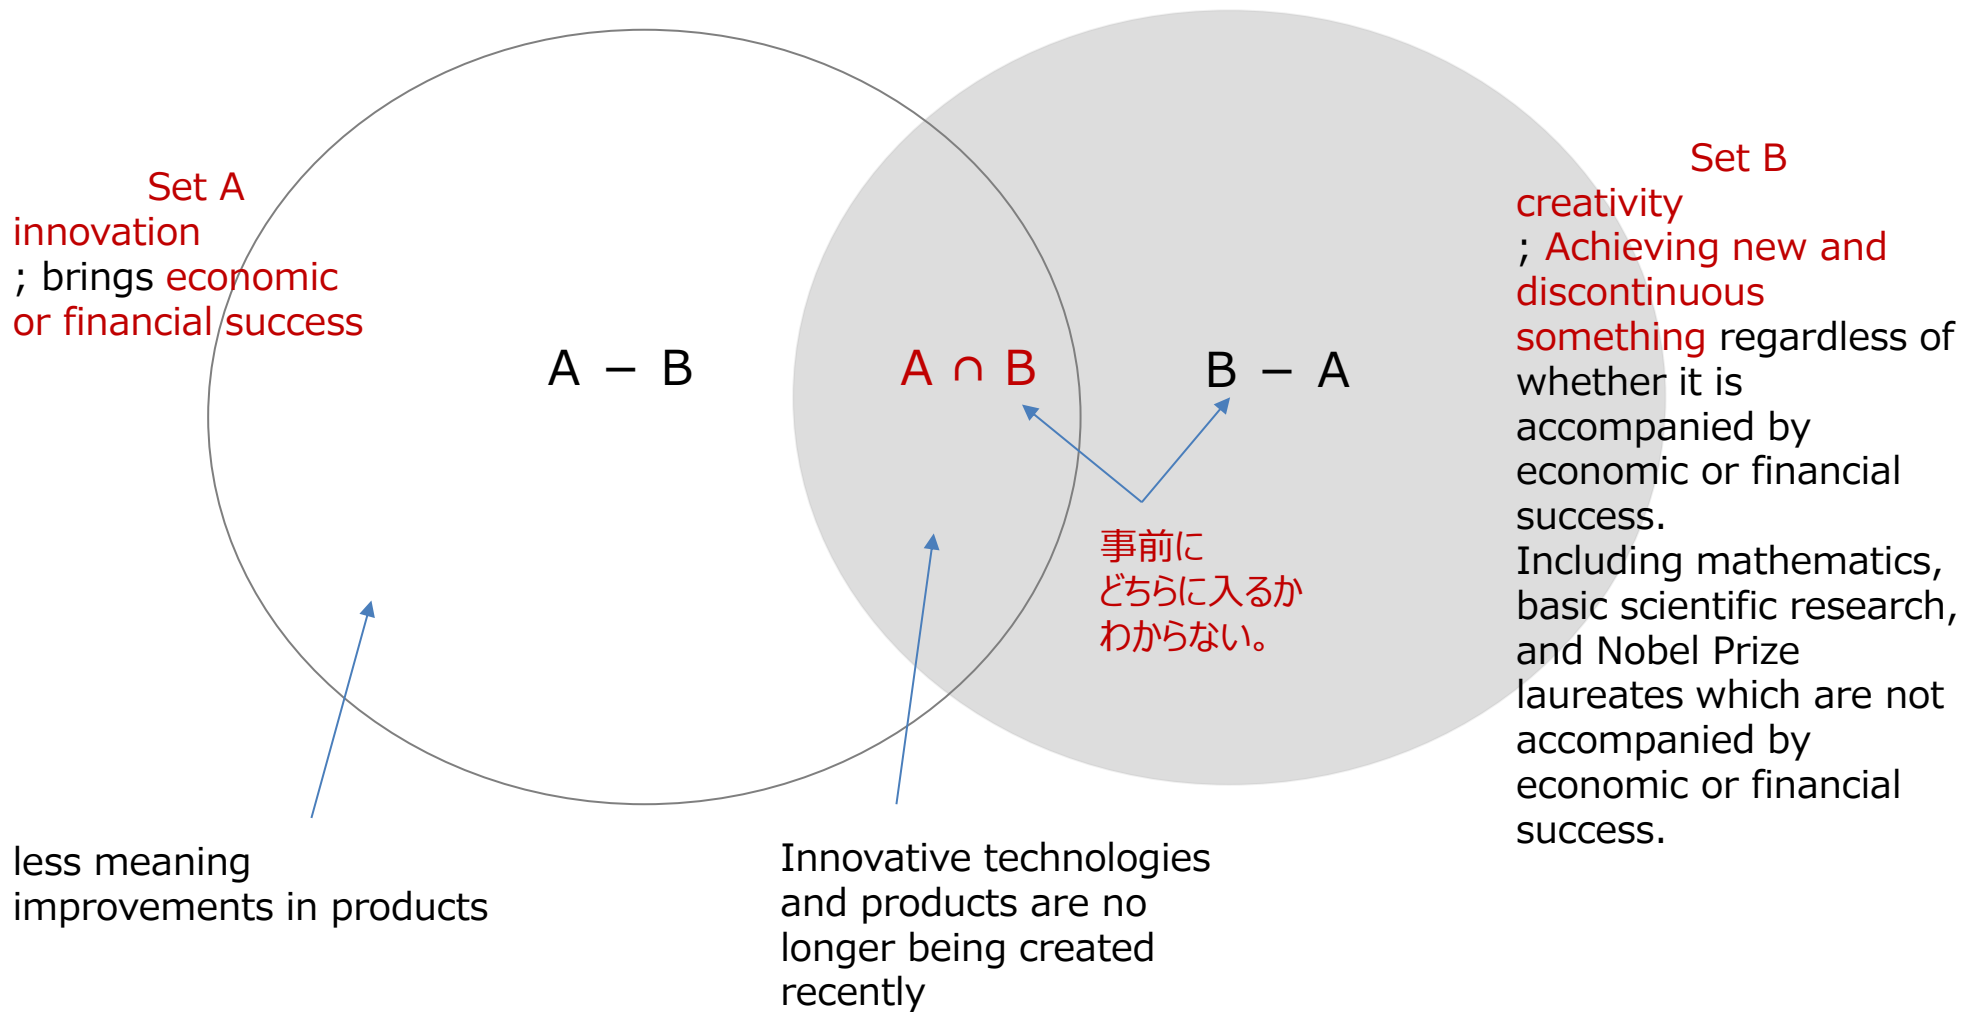 Set A
innovation
; brings economic
or financial success
A − B
A ∩ B
B − A
Set B
creativity
; Achieving new and
discontinuous
something regardless of
whether it is
accompanied by
economic or financial
success.
Including mathematics,
basic scientific research,
and Nobel Prize
laureates which are not
accompanied by
economic or financial
success.
事前に
どちらに入るか
わからない。
less meaning
improvements in products
Innovative technologies
and products are no
longer being created
recently